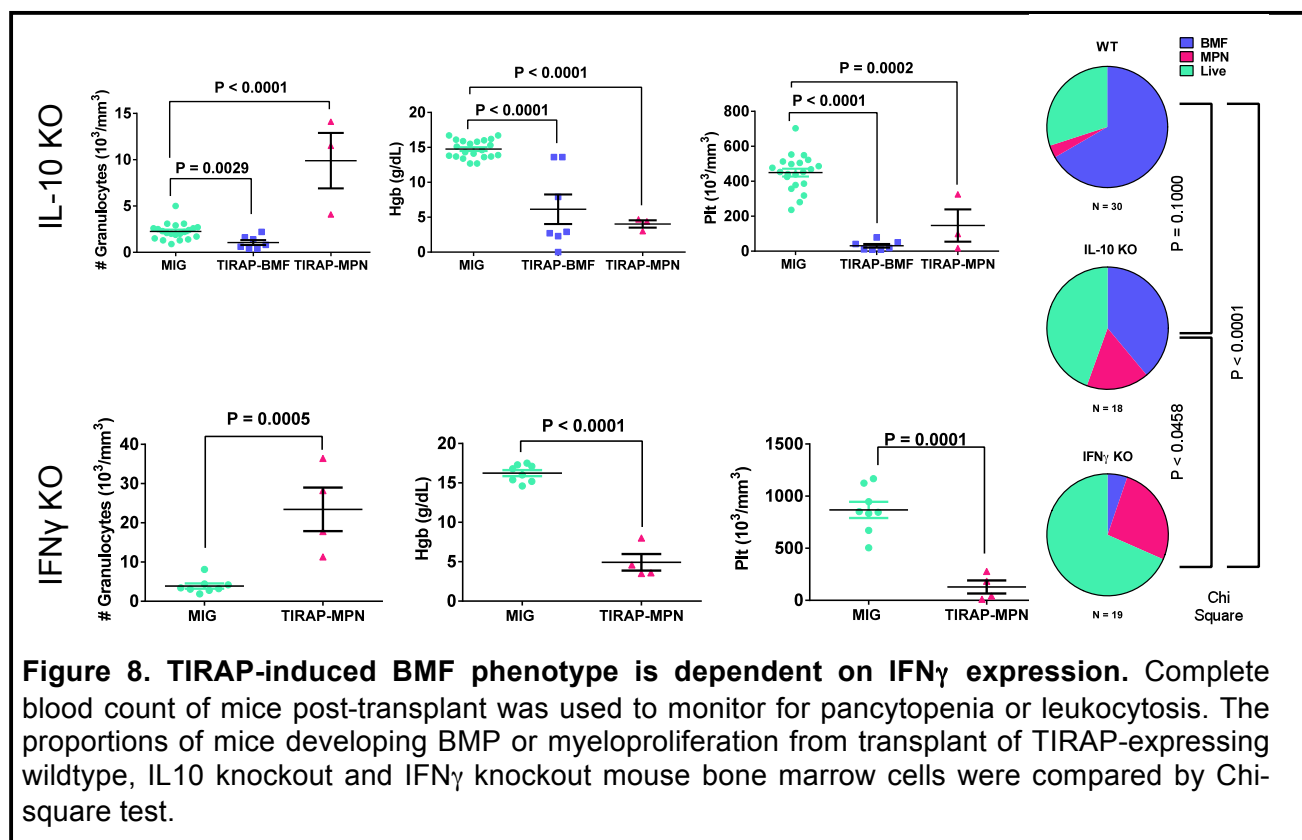 IL-10 KO
# Granulocytes (10³/mm³)
15
10
5
0
P < 0.0001
P = 0.0029
MIG TIRAP-BMF TIRAP-MPN
Hgb (g/dL)
20
15
10
5
0
P < 0.0001
P < 0.0001
MIG TIRAP-BMF TIRAP-MPN
Plt (10³/mm³)
800
600
400
200
0
P = 0.0002
P < 0.0001
MIG TIRAP-BMF TIRAP-MPN
IFNγ KO
# Granulocytes (10³/mm³)
40
30
20
10
0
P = 0.0005
MIG TIRAP-MPN
Hgb (g/dL)
20
15
10
5
0
P < 0.0001
MIG TIRAP-MPN
Plt (10³/mm³)
1500
1000
500
0
P = 0.0001
MIG TIRAP-MPN
BMF
MPN
Live
WT
N = 30
IL-10 KO
N = 18
IFNγ KO
N = 19
P = 0.1000
P < 0.0458
P < 0.0001
Chi
Square
Figure 8. TIRAP-induced BMF phenotype is dependent on IFNγ expression. Complete
blood count of mice post-transplant was used to monitor for pancytopenia or leukocytosis. The
proportions of mice developing BMP or myeloproliferation from transplant of TIRAP-expressing
wildtype, IL10 knockout and IFNγ knockout mouse bone marrow cells were compared by Chi-
square test.